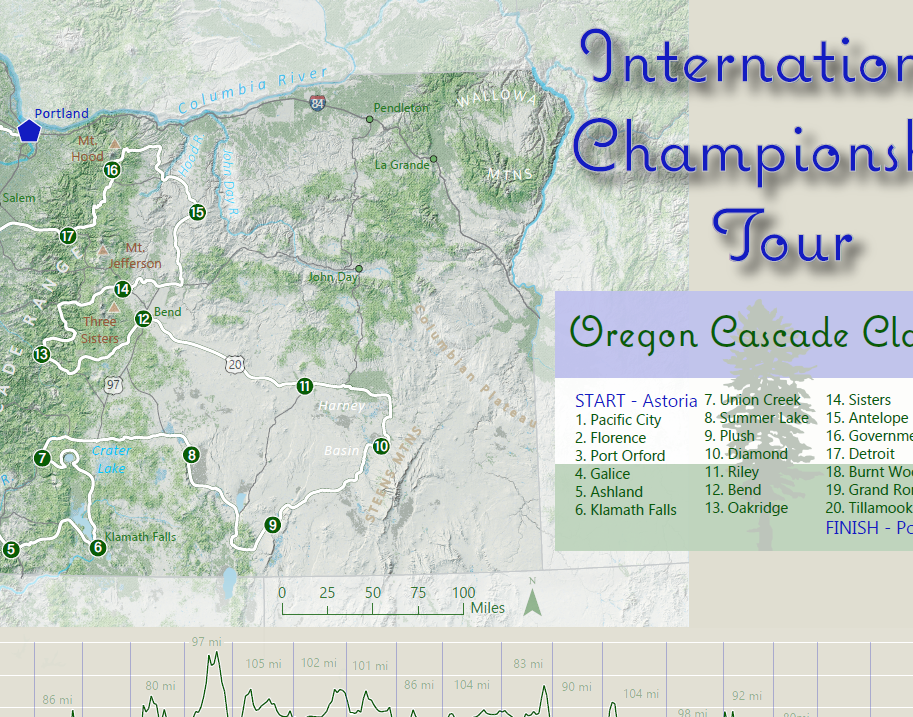 Internation
Championsh
Tour
Columbia River
84
Portland
Pendleton
WALLOWA
Mt.
Hood
Hood R
John Day R
La Grande
MTNS
16
Salem
15
17
CADE RANGE
Mt.
Jefferson
John Day
14
Three
Sisters
12
Bend
Columbian Plateau
13
20
97
11
Harney
Basin
10
STEENS MTNS
7
Crater
Lake
8
R
9
5
6
Klamath Falls
Oregon Cascade Cla
START - Astoria
1. Pacific City
2. Florence
3. Port Orford
4. Galice
5. Ashland
6. Klamath Falls
7. Union Creek
8. Summer Lake
9. Plush
10. Diamond
11. Riley
12. Bend
13. Oakridge
14. Sisters
15. Antelope
16. Governme
17. Detroit
18. Burnt Woo
19. Grand Ron
20. Tillamook
FINISH - Po
0 25 50 75 100
Miles
N
97 mi
105 mi
102 mi
101 mi
83 mi
86 mi
80 mi
86 mi
104 mi
90 mi
104 mi
92 mi
98 mi
80mi